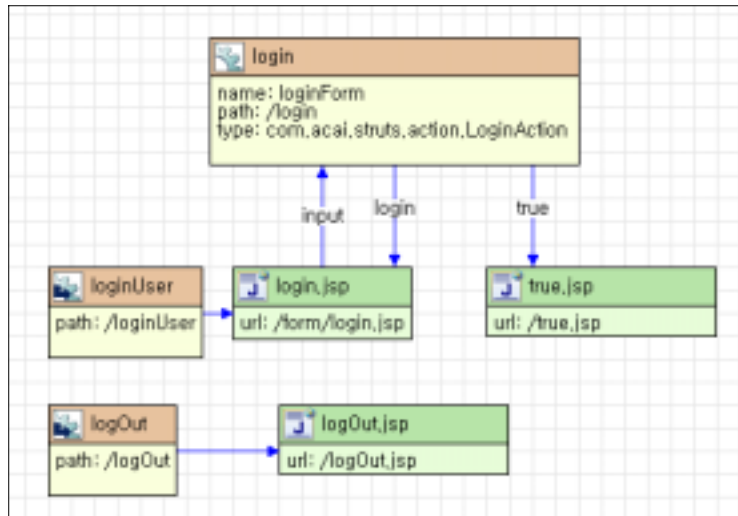 login
name: loginForm
path: /login
type: com.acai.struts.action.LoginAction
input
login
true
loginUser
path: /loginUser
login.jsp
url: /form/login.jsp
true.jsp
url: /true.jsp
logOut
path: /logOut
logOut.jsp
url: /logOut.jsp